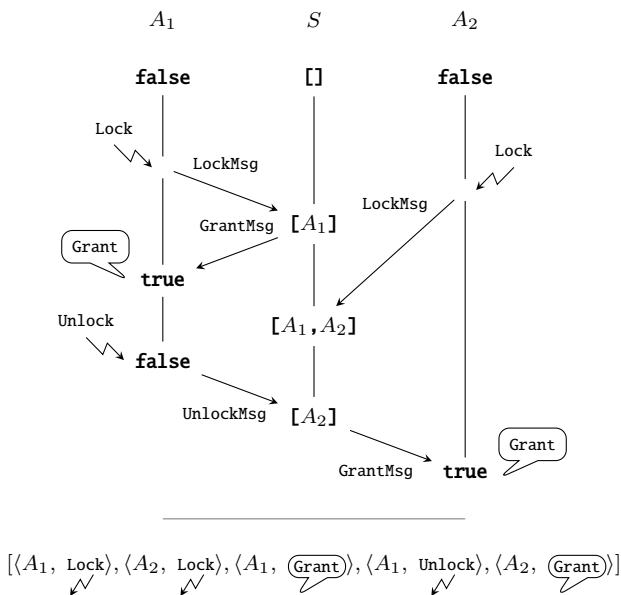 A₁ S A₂
false [] false
Lock
Lock
LockMsg
LockMsg
GrantMsg [A₁]
Grant
true
Unlock [A₁,A₂]
false
UnlockMsg [A₂]
Grant
GrantMsg true
[⟨A₁, Lock⟩, ⟨A₂, Lock⟩, ⟨A₁, Grant⟩, ⟨A₁, Unlock⟩, ⟨A₂, Grant⟩]